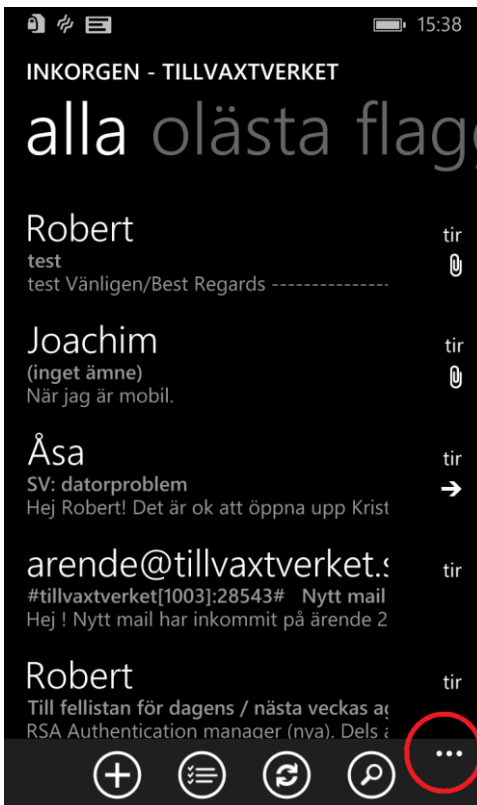 15:38
INKORGEN - TILLVAXTVERKET
alla olästa flagg
Robert tir
test
test Vänligen/Best Regards ---------------
Joachim tir
(inget ämne)
När jag är mobil.
Åsa tir
SV: datorproblem
Hej Robert! Det är ok att öppna upp Krist
arende@tillvaxtverket.s tir
#tillvaxtverket[1003]:28543# Nytt mail
Hej ! Nytt mail har inkommit på ärende 2
Robert tir
Till fellistan för dagens / nästa veckas ag
RSA Authentication manager (nya). Dels a